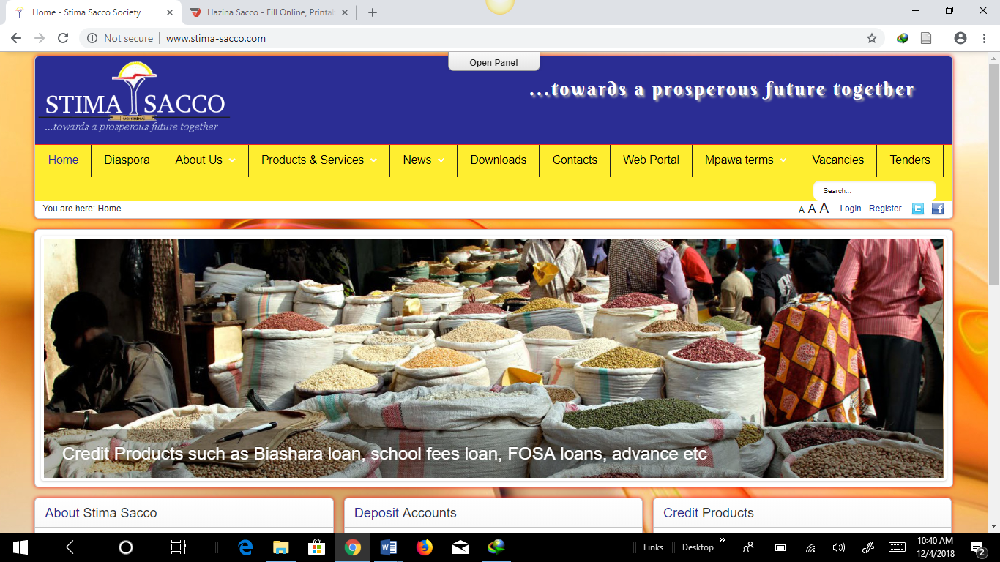 Home - Stima Sacco Society
Hazina Sacco - Fill Online, Printab
Not secure
www.stima-sacco.com
Open Panel
STIMA SACCO
USHIRIKA
...towards a prosperous future together
...towards a prosperous future together
Home Diaspora About Us Products & Services News Downloads Contacts Web Portal Mpawa terms Vacancies Tenders
Search...
You are here: Home
A A A Login Register
Credit Products such as Biashara loan, school fees loan, FOSA loans, advance etc
About Stima Sacco
Deposit Accounts
Credit Products
Links
Desktop
10:40 AM
12/4/2018
2